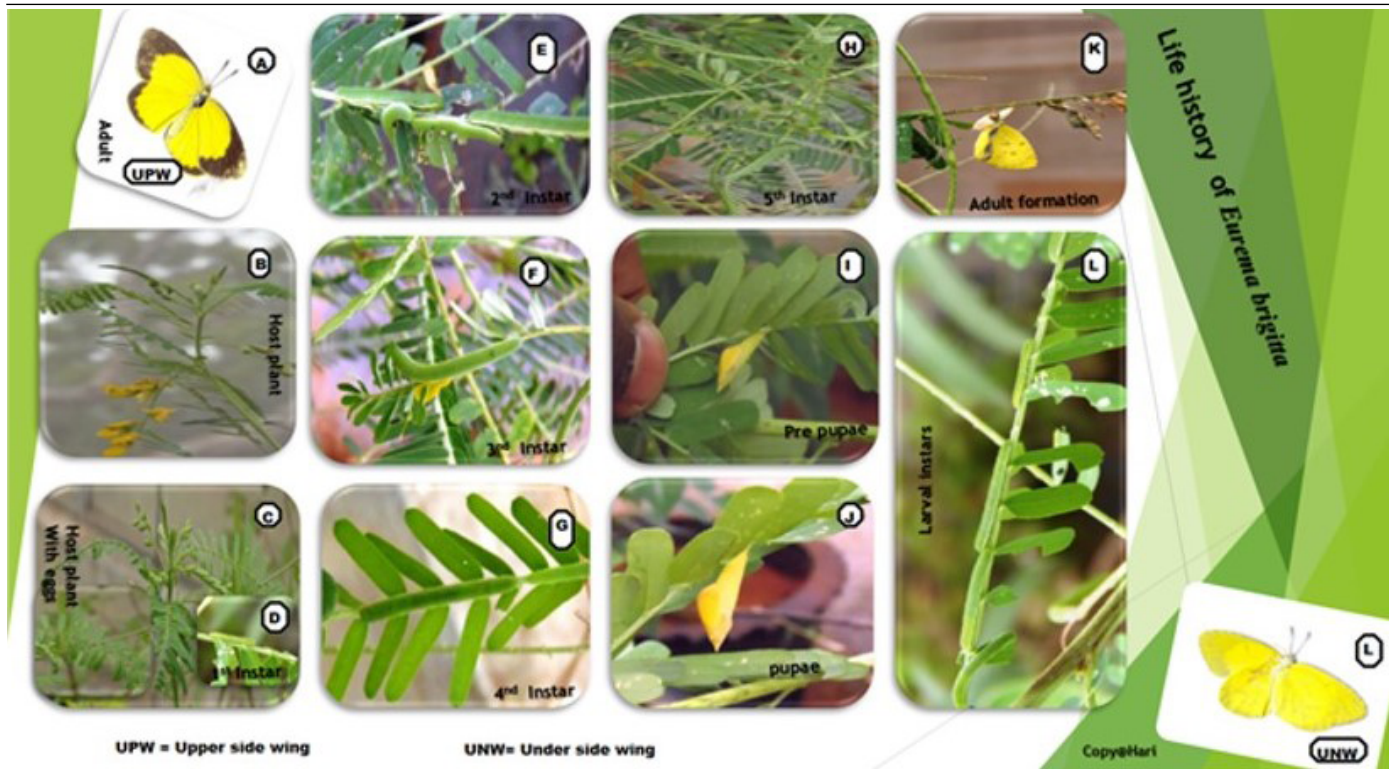 A
Adult
UPW
B
Host plant
C
Host plant
With eggs
D
1st Instar
E
2nd Instar
F
3rd Instar
G
4nd Instar
H
5th Instar
I
Pre pupae
J
pupae
K
Adult formation
L
Larval instars
Life history of Eurema brigitta
L
UNW
UPW = Upper side wing
UNW= Under side wing
Copy@Hari